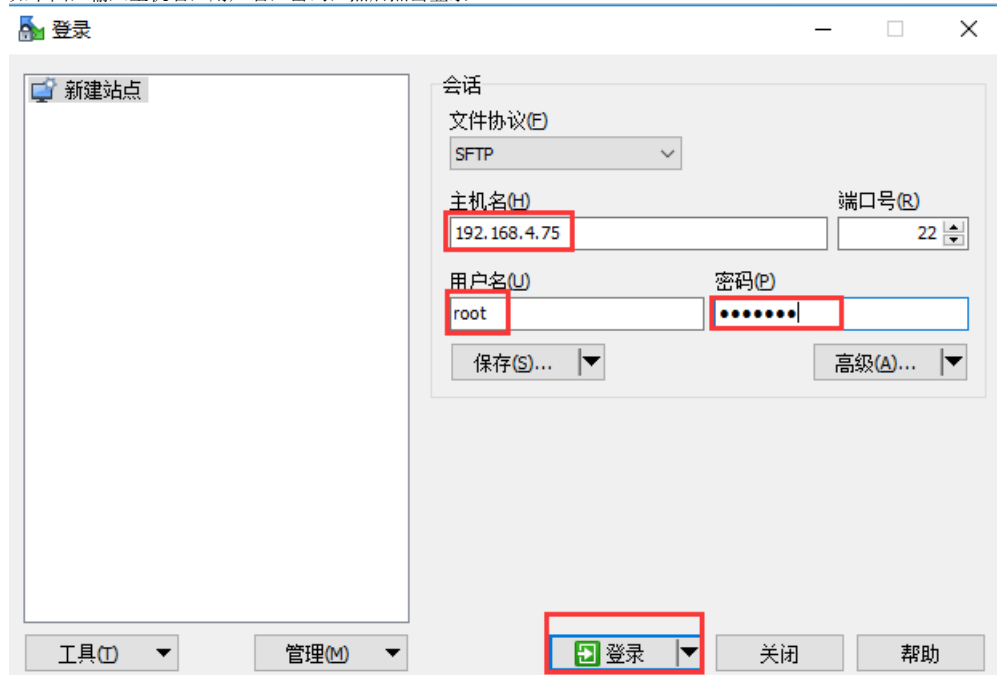 登录
新建站点
会话
文件协议(F)
SFTP
主机名(H)
端口号(R)
192.168.4.75
22
用户名(U)
密码(P)
root
•••••••
保存(S)...
高级(A)...
工具(T)
管理(M)
登录
关闭
帮助